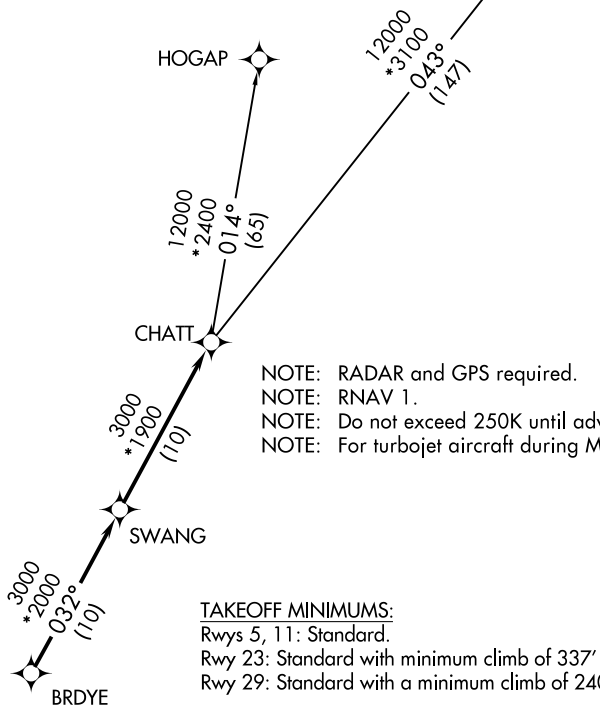 12000
*3100
043°
(147)
HOGAP
12000
*2400
014°
(65)
CHATT
NOTE: RADAR and GPS required.
NOTE: RNAV 1.
NOTE: Do not exceed 250K until
NOTE: For turbojet aircraft during
3000
*1900
(10)
SWANG
3000
*2000
032°
(10)
BRDYE
TAKEOFF MINIMUMS:
Rwys 5, 11: Standard.
Rwy 23: Standard with minimum climb of 337'
Rwy 29: Standard with a minimum climb of